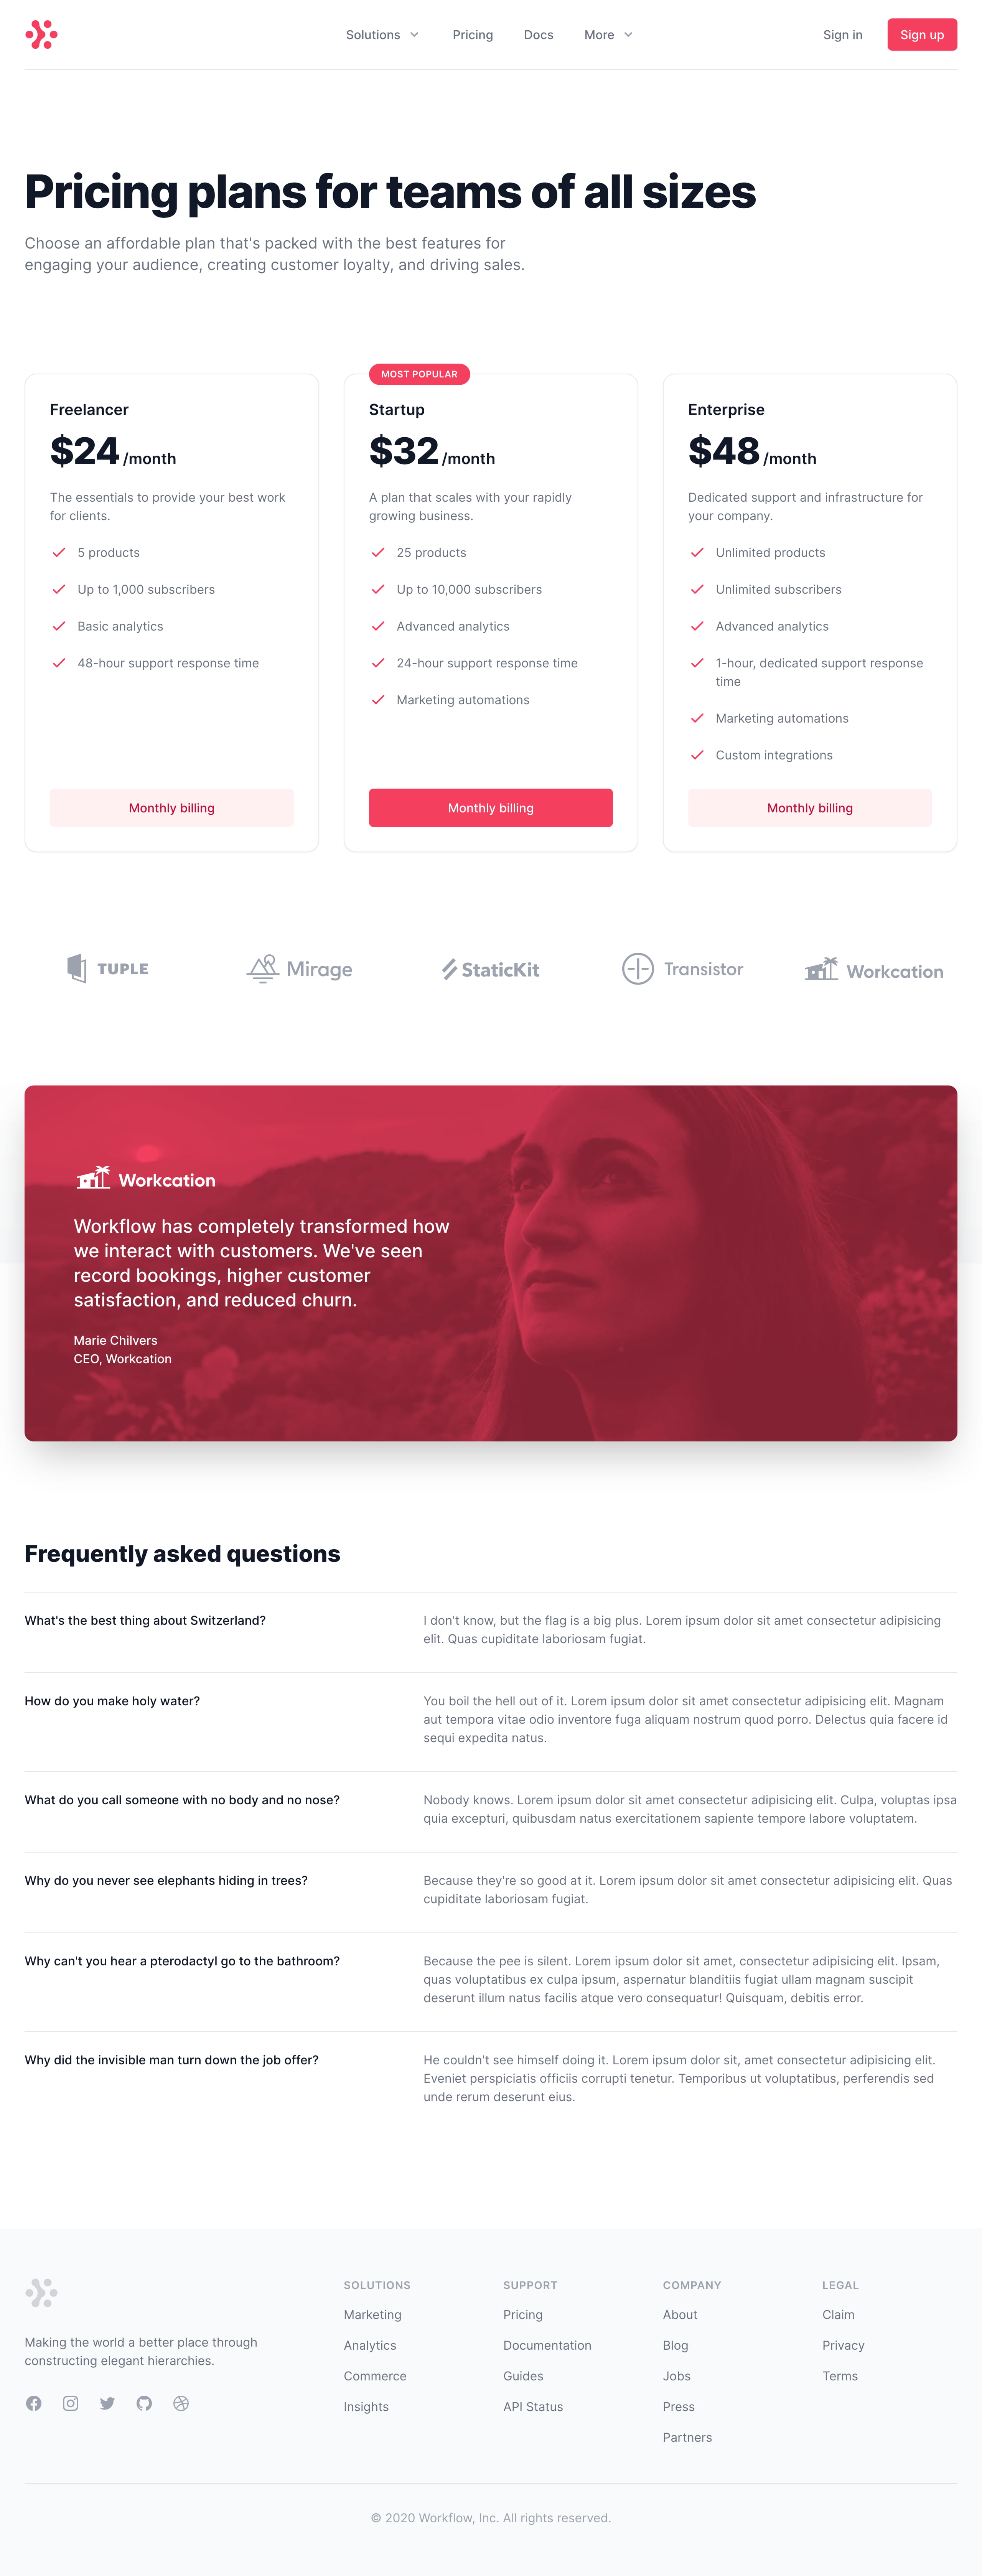 Solutions
Pricing
Docs
More
Sign in
Sign up
Pricing plans for teams of all sizes
Choose an affordable plan that's packed with the best features for
engaging your audience, creating customer loyalty, and driving sales.
Freelancer
$24 /month
The essentials to provide your best work
for clients.
5 products
Up to 1,000 subscribers
Basic analytics
48-hour support response time
Monthly billing
MOST POPULAR
Startup
$32 /month
A plan that scales with your rapidly
growing business.
25 products
Up to 10,000 subscribers
Advanced analytics
24-hour support response time
Marketing automations
Monthly billing
Enterprise
$48 /month
Dedicated support and infrastructure for
your company.
Unlimited products
Unlimited subscribers
Advanced analytics
1-hour, dedicated support response
time
Marketing automations
Custom integrations
Monthly billing
TUPLE
Mirage
StaticKit
Transistor
Workcation
Workcation
Workflow has completely transformed how
we interact with customers. We've seen
record bookings, higher customer
satisfaction, and reduced churn.
Marie Chilvers
CEO, Workcation
Frequently asked questions
What's the best thing about Switzerland?
I don't know, but the flag is a big plus. Lorem ipsum dolor sit amet consectetur adipisicing
elit. Quas cupiditate laboriosam fugiat.
How do you make holy water?
You boil the hell out of it. Lorem ipsum dolor sit amet consectetur adipisicing elit. Magnam
aut tempora vitae odio inventore fuga aliquam nostrum quod porro. Delectus quia facere id
sequi expedita natus.
What do you call someone with no body and no nose?
Nobody knows. Lorem ipsum dolor sit amet consectetur adipisicing elit. Culpa, voluptas ipsa
quia excepturi, quibusdam natus exercitationem sapiente tempore labore voluptatem.
Why do you never see elephants hiding in trees?
Because they're so good at it. Lorem ipsum dolor sit amet consectetur adipisicing elit. Quas
cupiditate laboriosam fugiat.
Why can't you hear a pterodactyl go to the bathroom?
Because the pee is silent. Lorem ipsum dolor sit amet, consectetur adipisicing elit. Ipsam,
quas voluptatibus ex culpa ipsum, aspernatur blanditiis fugiat ullam magnam suscipit
deserunt illum natus facilis atque vero consequatur! Quisquam, debitis error.
Why did the invisible man turn down the job offer?
He couldn't see himself doing it. Lorem ipsum dolor sit, amet consectetur adipisicing elit.
Eveniet perspiciatis officiis corrupti tenetur. Temporibus ut voluptatibus, perferendis sed
unde rerum deserunt eius.
Making the world a better place through
constructing elegant hierarchies.
SOLUTIONS
Marketing
Analytics
Commerce
Insights
SUPPORT
Pricing
Documentation
Guides
API Status
COMPANY
About
Blog
Jobs
Press
Partners
LEGAL
Claim
Privacy
Terms
© 2020 Workflow, Inc. All rights reserved.